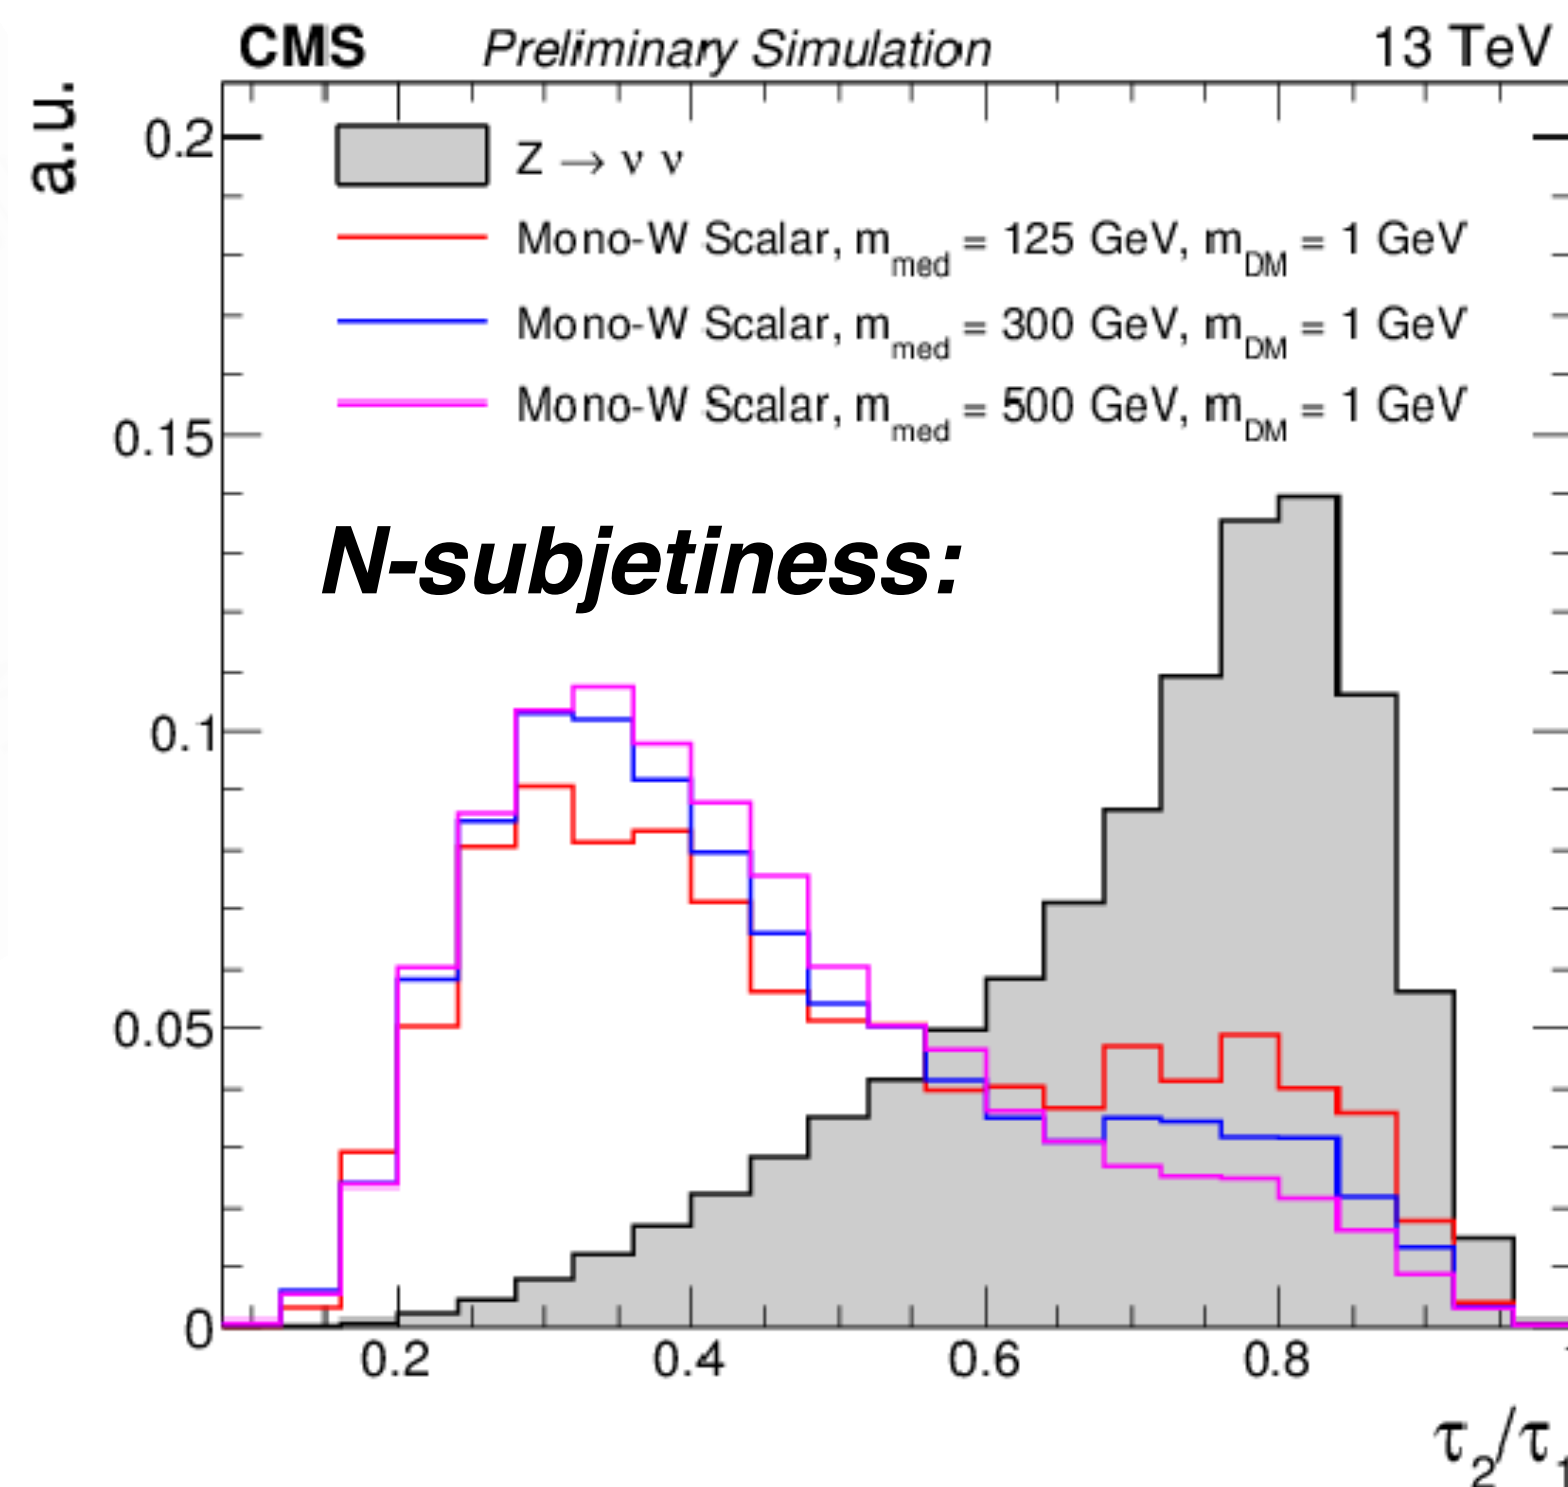 CMS Preliminary Simulation 13 TeV
a.u.
0.2
Z → ν ν
Mono-W Scalar, m_med = 125 GeV, m_DM = 1 GeV
Mono-W Scalar, m_med = 300 GeV, m_DM = 1 GeV
Mono-W Scalar, m_med = 500 GeV, m_DM = 1 GeV
0.15
N-subjetiness:
0.1
0.05
0
0.2 0.4 0.6 0.8
τ_2/τ_1